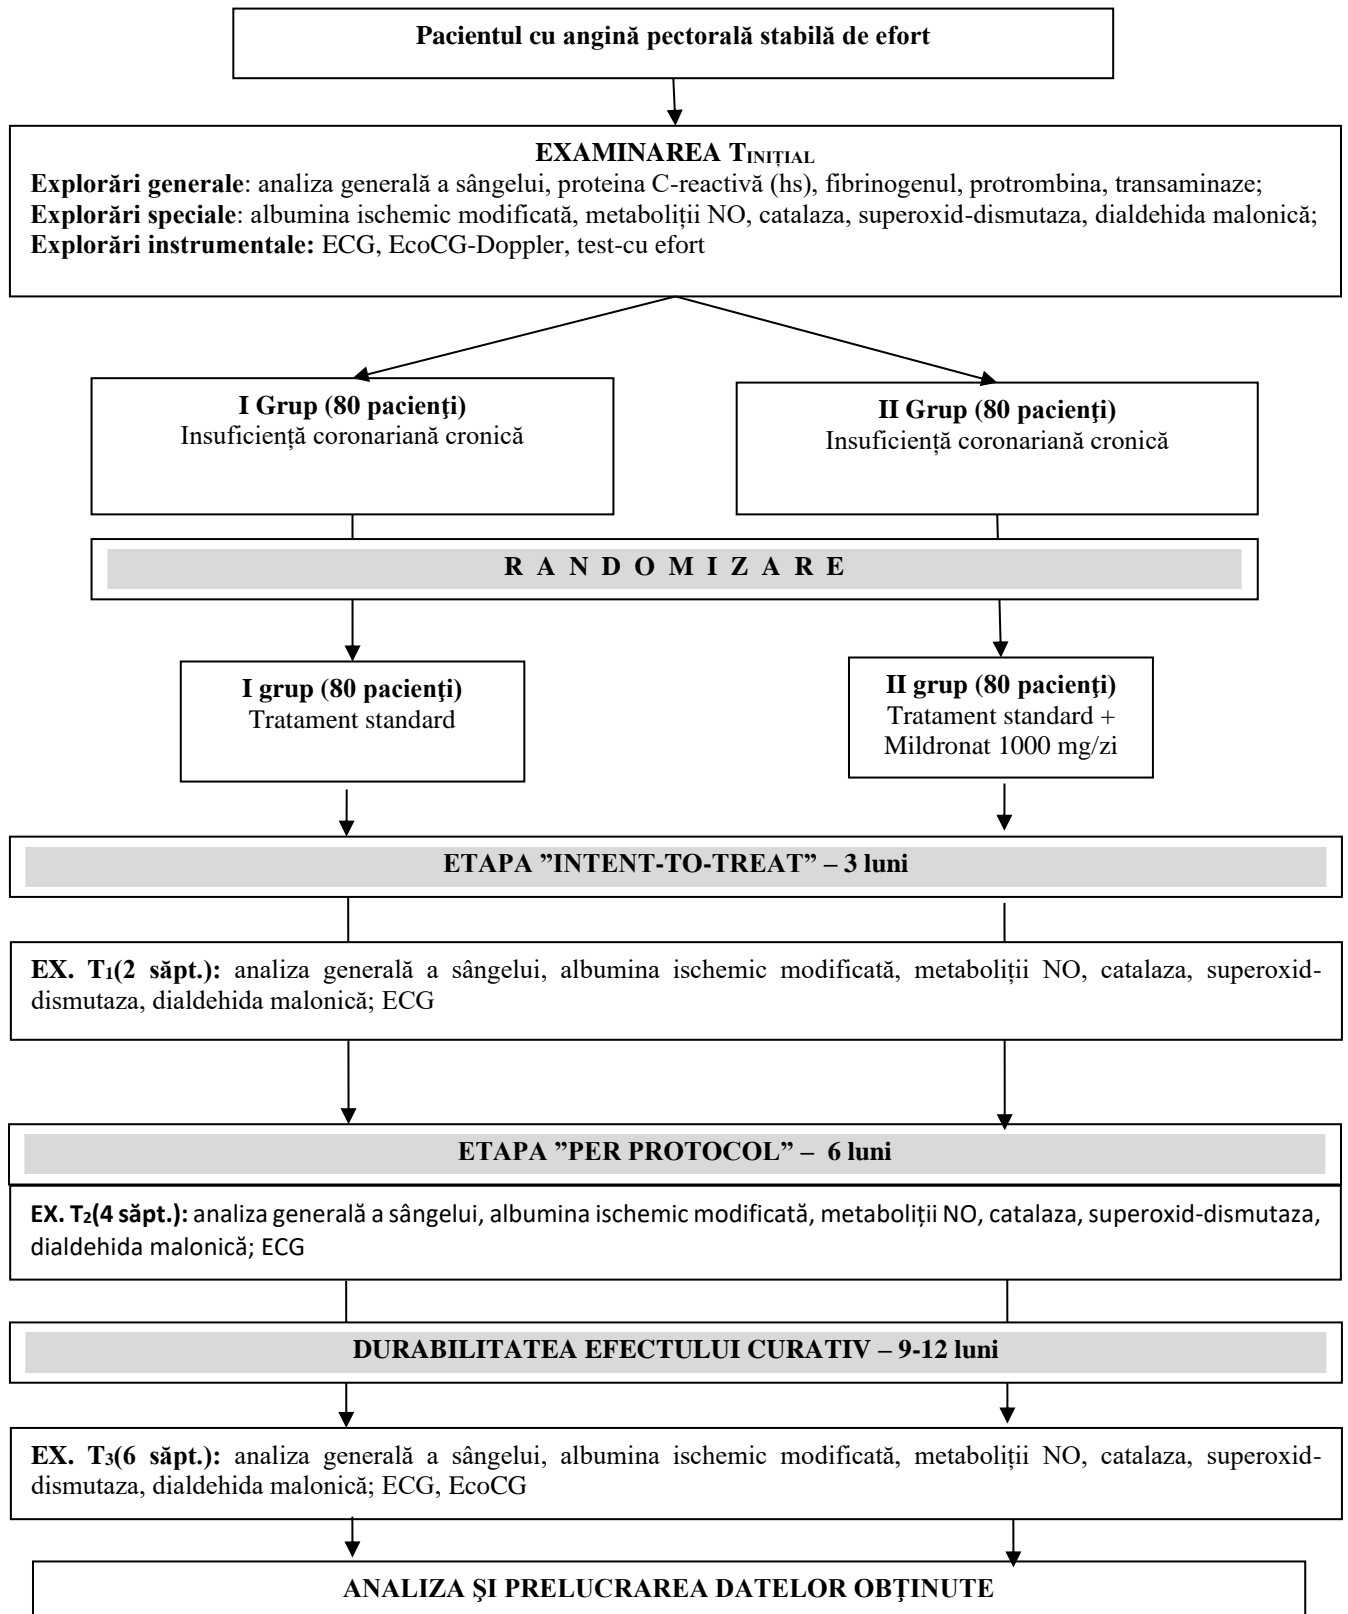 Pacientul cu angină pectorală stabilă de efort
EXAMINAREA TINIŢIAL
Explorări generale: analiza generală a sângelui, proteina C-reactivă (hs), fibrinogenul, protrombina, transaminaze;
Explorări speciale: albumina ischemic modificată, metaboliții NO, catalaza, superoxid-dismutaza, dialdehida malonică;
Explorări instrumentale: ECG, EcoCG-Doppler, test-cu efort
I Grup (80 pacienţi)
Insuficiență coronariană cronică
II Grup (80 pacienţi)
Insuficiență coronariană cronică
R A N D O M I Z A R E
I grup (80 pacienţi)
Tratament standard
II grup (80 pacienţi)
Tratament standard +
Mildronat 1000 mg/zi
ETAPA ”INTENT-TO-TREAT” – 3 luni
EX. T1(2 săpt.): analiza generală a sângelui, albumina ischemic modificată, metaboliții NO, catalaza, superoxid-
dismutaza, dialdehida malonică; ECG
ETAPA ”PER PROTOCOL” – 6 luni
EX. T2(4 săpt.): analiza generală a sângelui, albumina ischemic modificată, metaboliții NO, catalaza, superoxid-dismutaza,
dialdehida malonică; ECG
DURABILITATEA EFECTULUI CURATIV – 9-12 luni
EX. T3(6 săpt.): analiza generală a sângelui, albumina ischemic modificată, metaboliții NO, catalaza, superoxid-
dismutaza, dialdehida malonică; ECG, EcoCG
ANALIZA ŞI PRELUCRAREA DATELOR OBŢINUTE